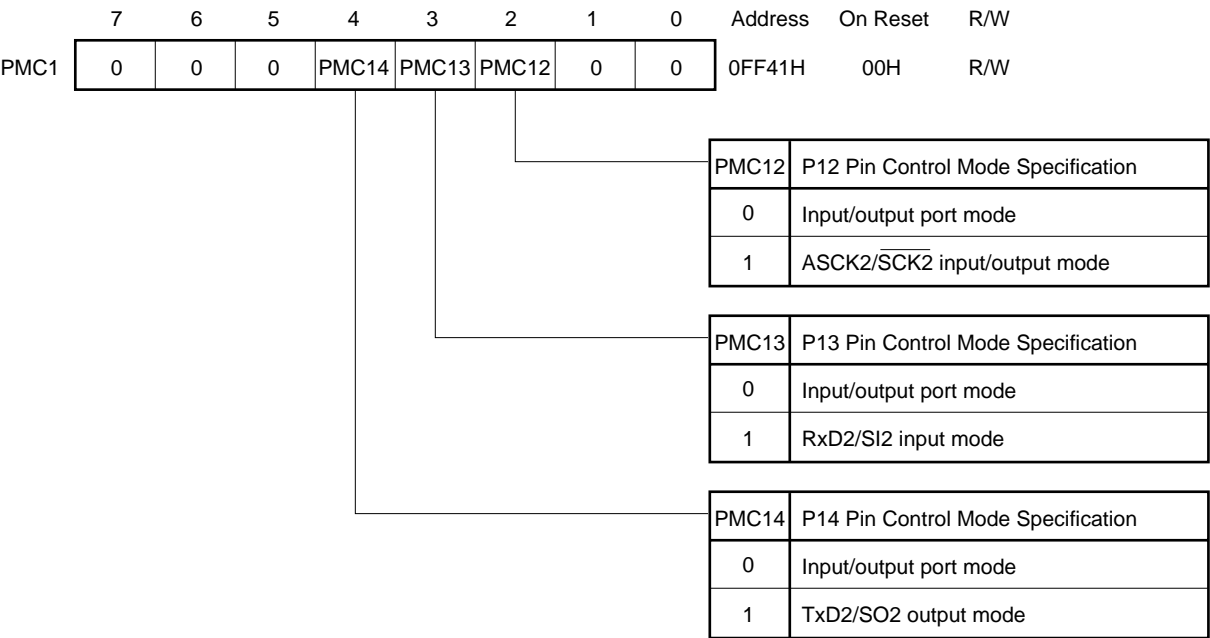 7 6 5 4 3 2 1 0 Address On Reset R/W
PMC1 0 0 0 PMC14 PMC13 PMC12 0 0 0FF41H 00H R/W
PMC12 P12 Pin Control Mode Specification
0 Input/output port mode
1 ASCK2/S̅C̅K̅2̅ input/output mode
PMC13 P13 Pin Control Mode Specification
0 Input/output port mode
1 RxD2/SI2 input mode
PMC14 P14 Pin Control Mode Specification
0 Input/output port mode
1 TxD2/SO2 output mode